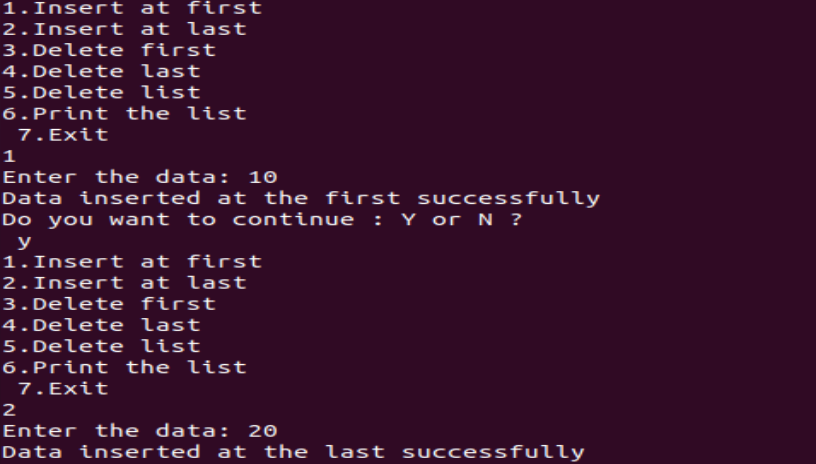 1.Insert at first
2.Insert at last
3.Delete first
4.Delete last
5.Delete list
6.Print the list
 7.Exit
1
Enter the data: 10
Data inserted at the first successfully
Do you want to continue : Y or N ?
 y
1.Insert at first
2.Insert at last
3.Delete first
4.Delete last
5.Delete list
6.Print the list
 7.Exit
2
Enter the data: 20
Data inserted at the last successfully